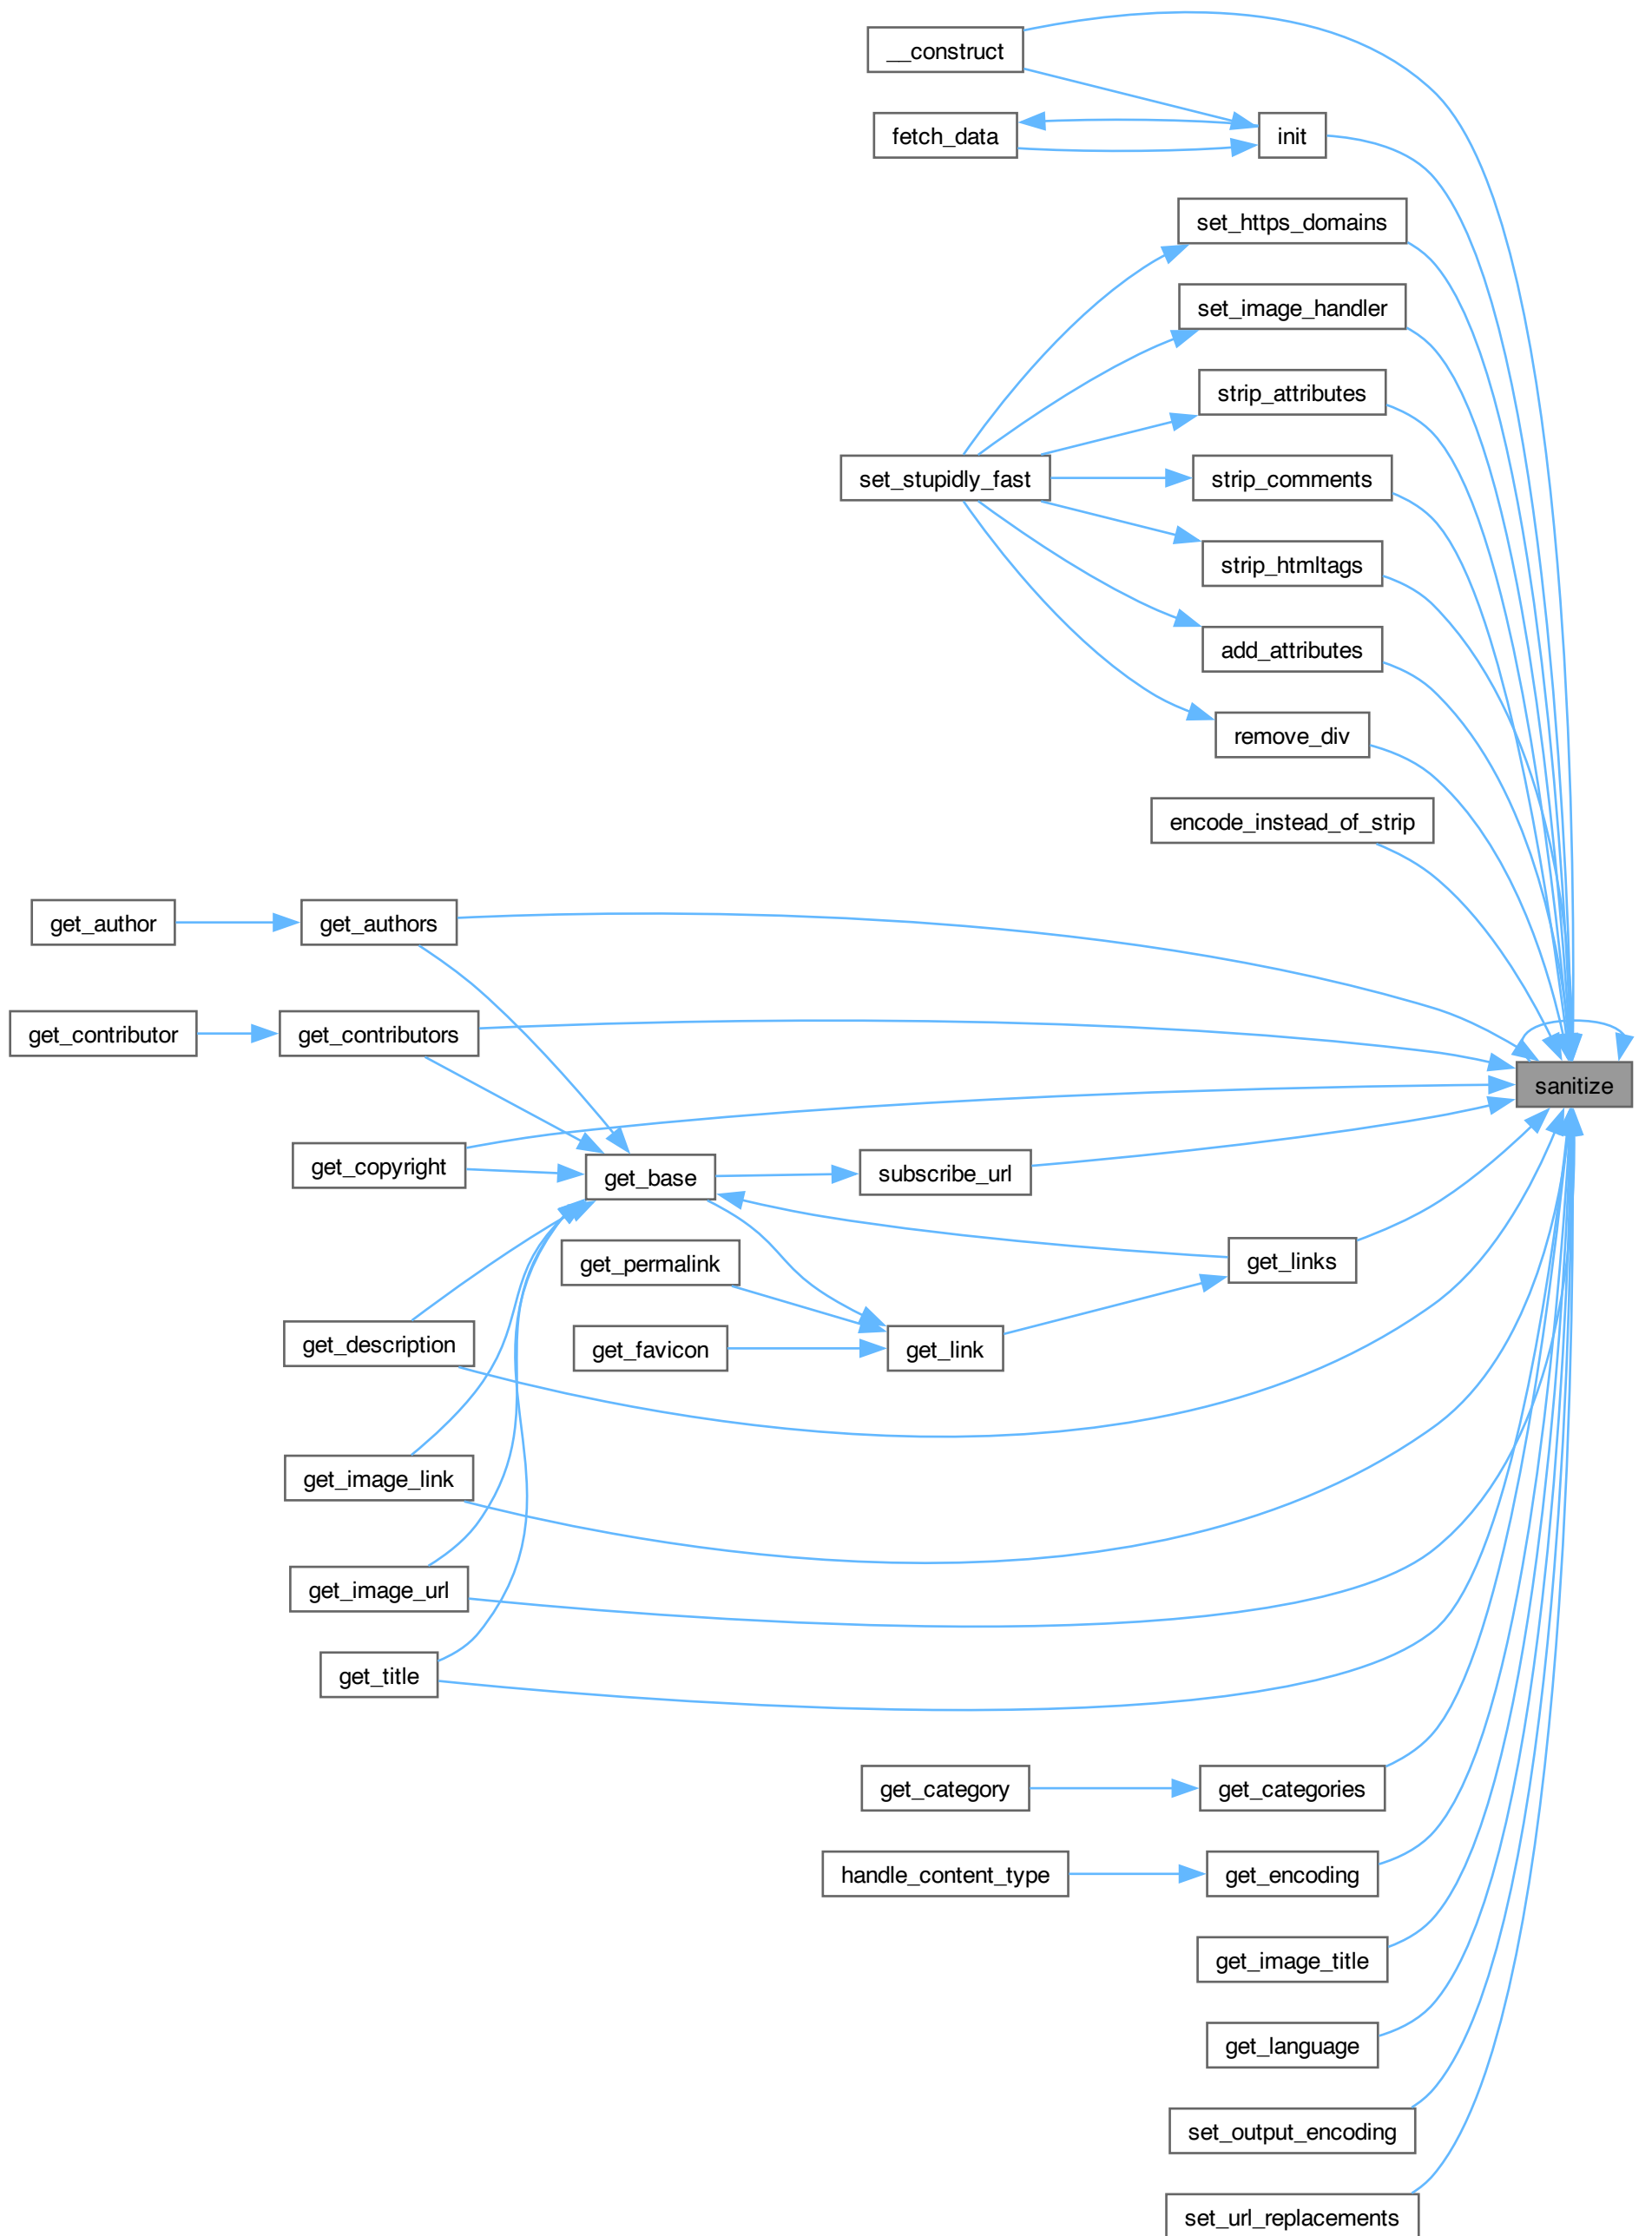 __construct
fetch_data
init
set_https_domains
set_image_handler
strip_attributes
set_stupidly_fast
strip_comments
strip_htmltags
add_attributes
remove_div
encode_instead_of_strip
get_author
get_authors
get_contributor
get_contributors
sanitize
get_copyright
get_base
subscribe_url
get_permalink
get_links
get_description
get_favicon
get_link
get_image_link
get_image_url
get_title
get_category
get_categories
handle_content_type
get_encoding
get_image_title
get_language
set_output_encoding
set_url_replacements